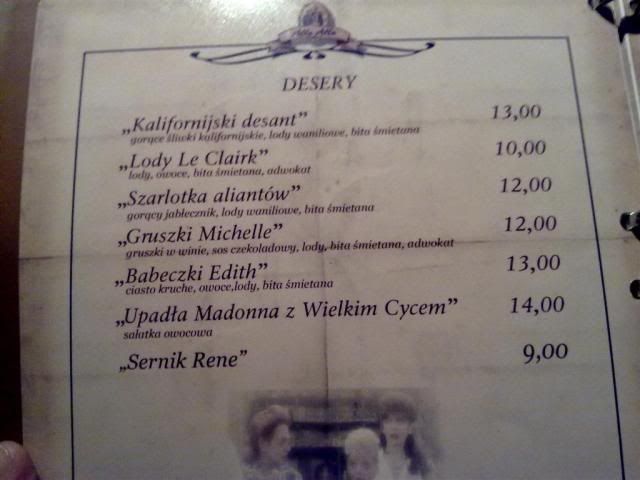 Allo Allo
DESERY
„Kalifornijski desant” 13,00
gorące śliwki kalifornijskie, lody waniliowe, bita śmietana
„Lody Le Clairk” 10,00
lody, owoce, bita śmietana, adwokat
„Szarlotka aliantów” 12,00
gorący jabłecznik, lody waniliowe, bita śmietana
„Gruszki Michelle” 12,00
gruszki w winie, sos czekoladowy, lody, bita śmietana, adwokat
„Babeczki Edith” 13,00
ciasto kruche, owoce,lody, bita śmietana
„Upadła Madonna z Wielkim Cycem” 14,00
sałatka owocowa
„Sernik Rene” 9,00